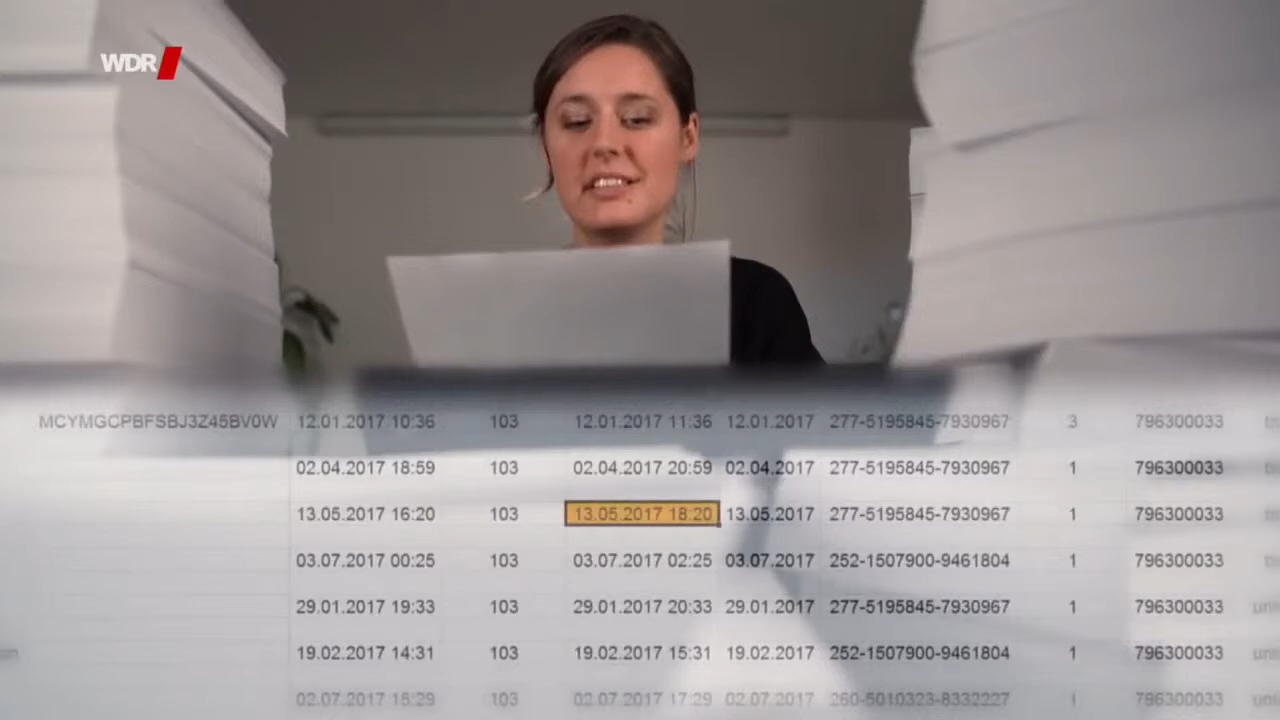 WDR
MCYMGCPBFSBJ3Z45BV0W 12.01.2017 10:36 103 12.01.2017 11:36 12.01.2017 277-5195845-7930967 3 796300033
02.04.2017 18:59 103 02.04.2017 20:59 02.04.2017 277-5195845-7930967 1 796300033
13.05.2017 16:20 103 13.05.2017 18:20 13.05.2017 277-5195845-7930967 1 796300033
03.07.2017 00:25 103 03.07.2017 02:25 03.07.2017 252-1507900-9461804 1 796300033
29.01.2017 19:33 103 29.01.2017 20:33 29.01.2017 277-5195845-7930967 1 796300033
19.02.2017 14:31 103 19.02.2017 15:31 19.02.2017 252-1507900-9461804 1 796300033
02.07.2017 15:29 103 02.07.2017 17:29 02.07.2017 260-5010323-8332227 1 796300033